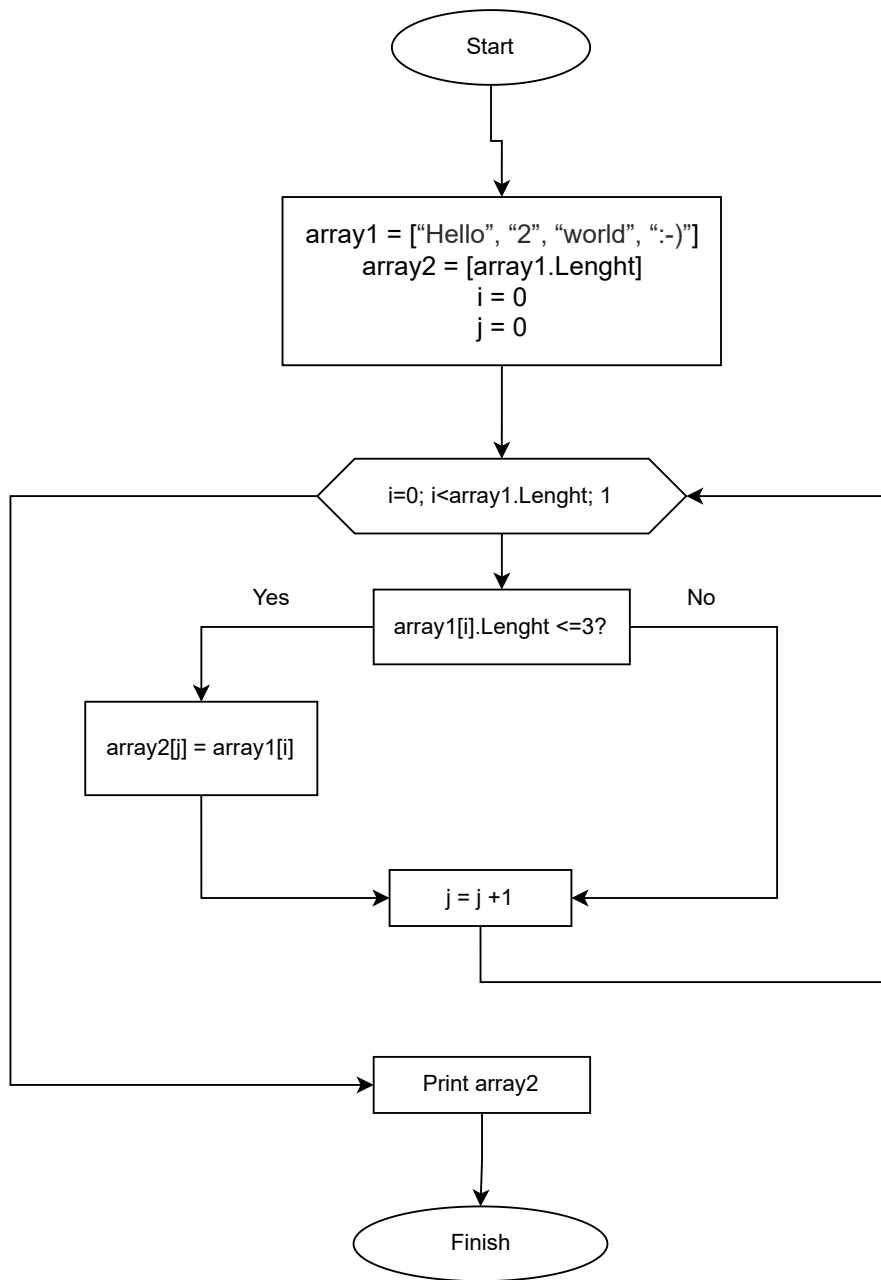 Start
array1 = [“Hello”, “2”, “world”, “:-)”]
array2 = [array1.Lenght]
i = 0
j = 0
i=0; i<array1.Lenght; 1
Yes
No
array1[i].Lenght <=3?
array2[j] = array1[i]
j = j +1
Print array2
Finish